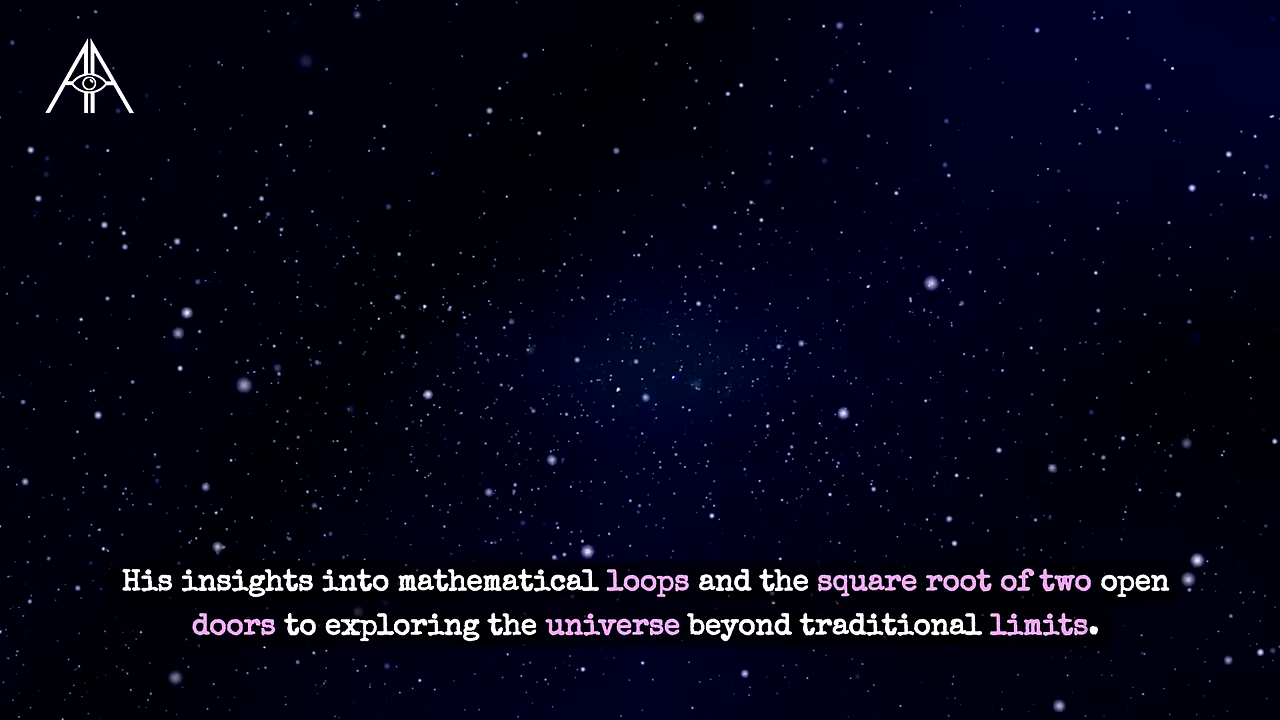 His insights into mathematical loops and the square root of two open
doors to exploring the universe beyond traditional limits.